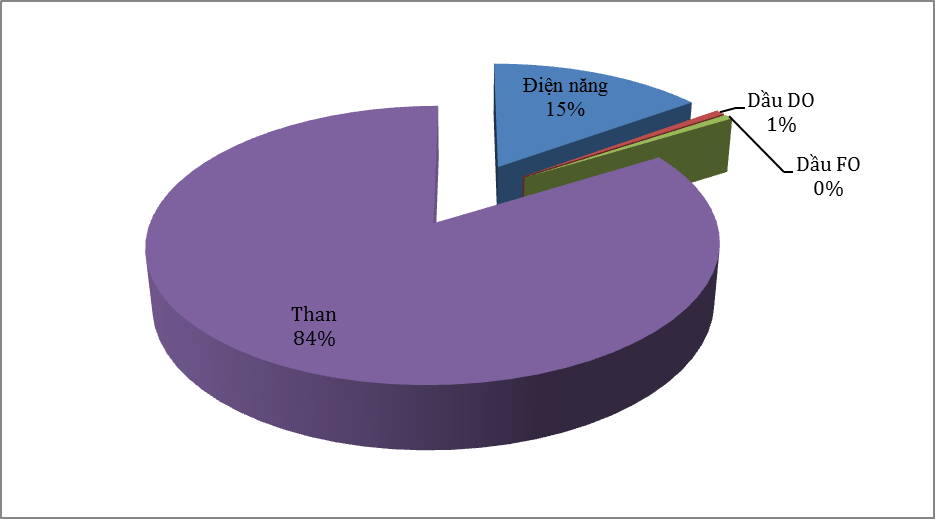 Điện năng
15%
Dầu DO
1%
Dầu FO
0%
Than
84%